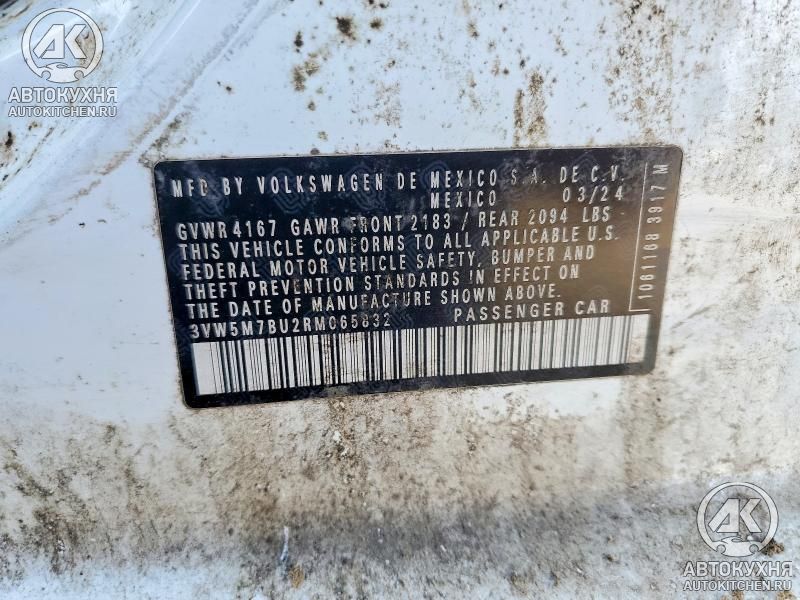 АК
АВТОКУХНЯ
AUTOKITCHEN.RU
MFD BY VOLKSWAGEN DE MEXICO S.A. DE C.V.
MEXICO 03/24
GVWR 4167 GAWR FRONT 2183 / REAR 2094 LBS
THIS VEHICLE CONFORMS TO ALL APPLICABLE U.S.
FEDERAL MOTOR VEHICLE SAFETY, BUMPER AND
THEFT PREVENTION STANDARDS IN EFFECT ON
THE DATE OF MANUFACTURE SHOWN ABOVE.
3VW5M7BU2RM065832 PASSENGER CAR
1061168 3917 M
АК
АВТОКУХНЯ
AUTOKITCHEN.RU